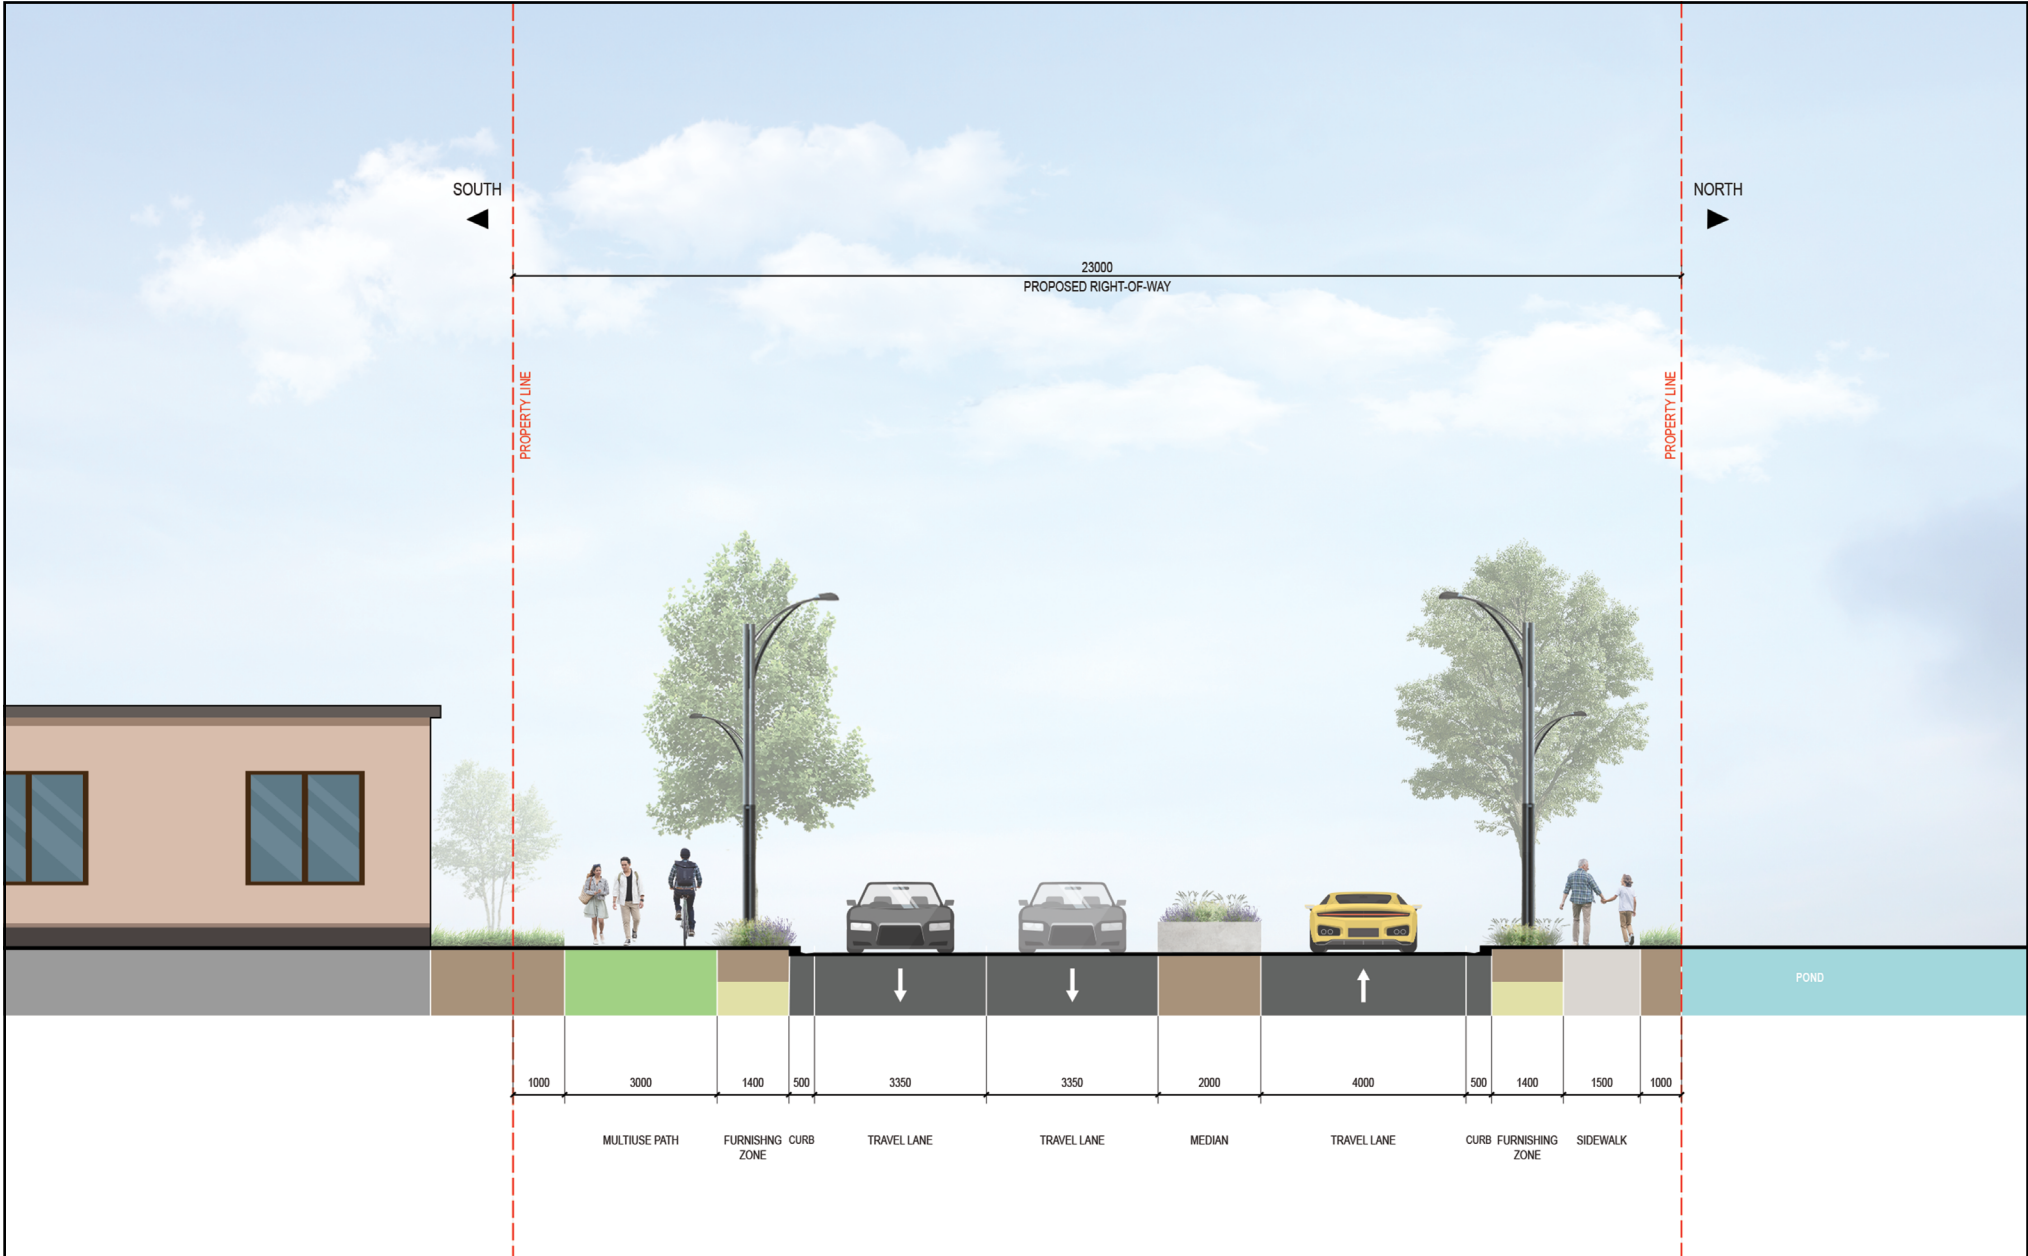 SOUTH
NORTH
23000
PROPOSED RIGHT-OF-WAY
PROPERTY LINE
PROPERTY LINE
POND
1000
3000
1400
500
3350
3350
2000
4000
500
1400
1500
1000
MULTIUSE PATH
FURNISHNG
ZONE
CURB
TRAVEL LANE
TRAVEL LANE
MEDIAN
TRAVEL LANE
CURB
FURNISHING
ZONE
SIDEWALK